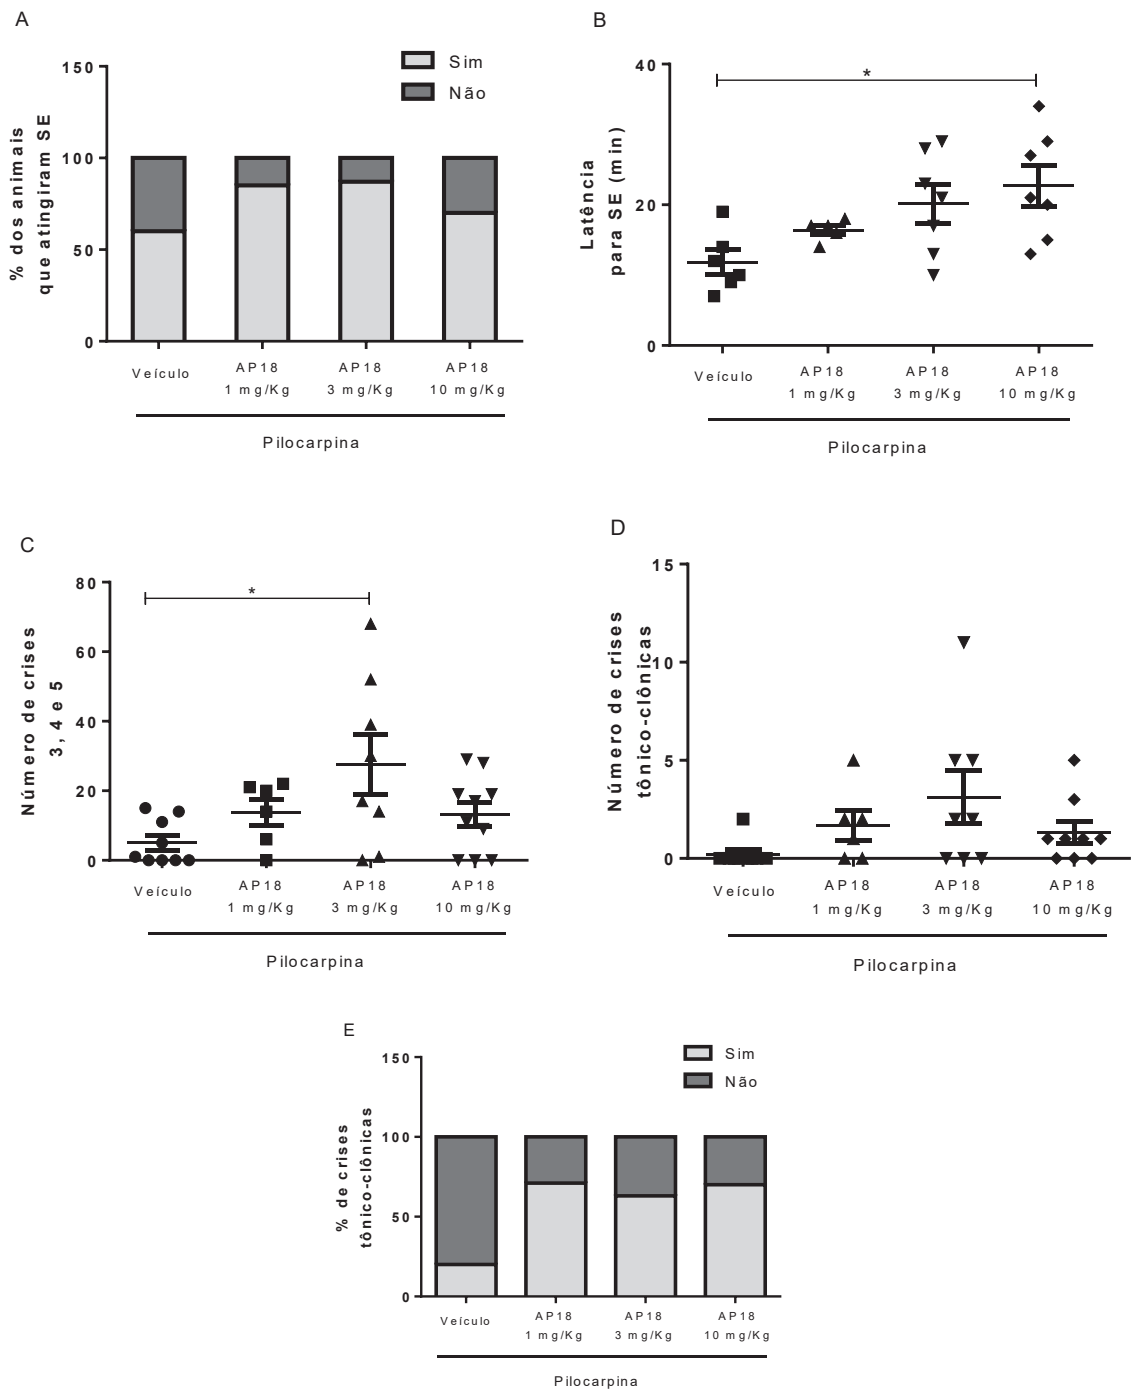 A
Sim
Não
% dos animais
que atingiram SE
150
100
50
0
Veículo
AP18
1 mg/Kg
AP18
3 mg/Kg
AP18
10 mg/Kg
Pilocarpina
B
Latência
para SE (min)
40
20
0
*
Veículo
AP18
1 mg/Kg
AP18
3 mg/Kg
AP18
10 mg/Kg
Pilocarpina
C
Número de crises
3, 4 e 5
80
60
40
20
0
*
Veículo
AP18
1 mg/Kg
AP18
3 mg/Kg
AP18
10 mg/Kg
Pilocarpina
D
Número de crises
tônico-clônicas
15
10
5
0
Veículo
AP18
1 mg/Kg
AP18
3 mg/Kg
AP18
10 mg/Kg
Pilocarpina
E
Sim
Não
% de crises
tônico-clônicas
150
100
50
0
Veículo
AP18
1 mg/Kg
AP18
3 mg/Kg
AP18
10 mg/Kg
Pilocarpina